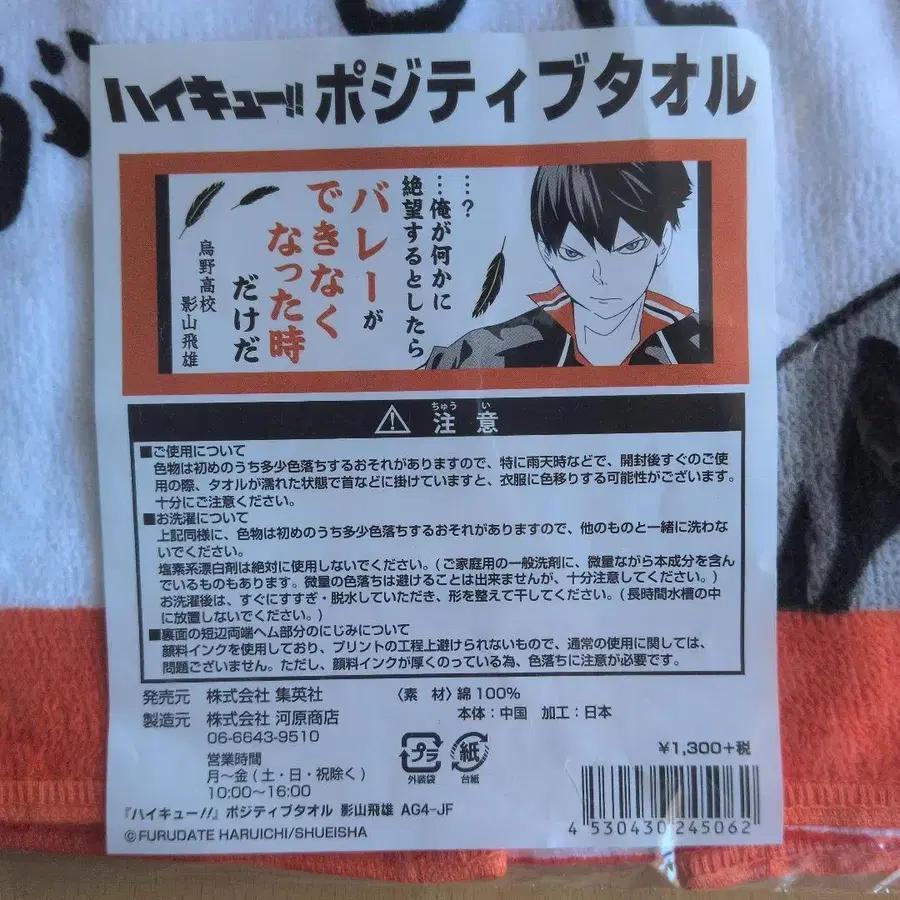 ハイキュー!! ポジティブタオル
…?
…俺が何かに
絶望するとしたら
バレーが
できなく
なった時
だけだ
烏野高校
影山飛雄
⚠ 注意
ちゅう い
■ご使用について
色物は初めのうち多少色落ちするおそれがありますので、特に雨天時などで、開封後すぐのご使
用の際、タオルが濡れた状態で首などに掛けていますと、衣服に色移りする可能性がございます。
十分にご注意ください。
■お洗濯について
上記同様に、色物は初めのうち多少色落ちするおそれがありますので、他のものと一緒に洗わな
いでください。
塩素系漂白剤は絶対に使用しないでください。(ご家庭用の一般洗剤に、微量ながら本成分を含ん
でいるものもあります。微量の色落ちは避けることは出来ませんが、十分注意してください。)
お洗濯後は、すぐにすすぎ・脱水していただき、形を整えて干してください。(長時間水槽の中
に放置しないでください。)
■裏面の短辺両端ヘム部分のにじみについて
顔料インクを使用しており、プリントの工程上避けられないもので、通常の使用に関しては、
問題ございません。ただし、顔料インクが厚くのっている為、色落ちに注意が必要です。
発売元 株式会社 集英社
製造元 株式会社 河原商店
06-6643-9510
営業時間
月〜金(土・日・祝除く)
10:00〜16:00
〈素 材〉綿100%
本体:中国 加工:日本
プラ
外装袋
紙
台紙
¥1,300+税
4 530430 245062
『ハイキュー!!』ポジティブタオル 影山飛雄 AG4-JF
©FURUDATE HARUICHI/SHUEISHA